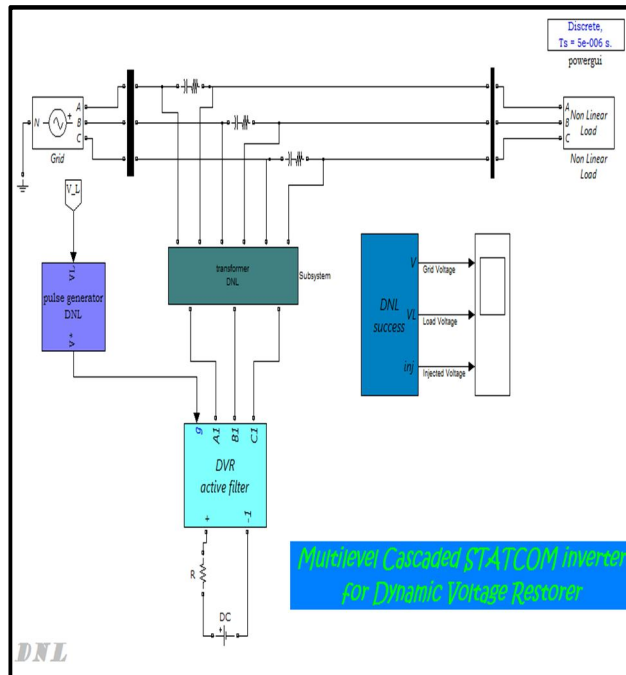 Discrete,
Ts = 5e-006 s.
powergui
A
N
B
C
Grid
A
Non Linear
B
Load
C
Non Linear
Load
V_L
VL
pulse generator
DNL
V+
transformer
DNL
Subsystem
V
Grid Voltage
DNL
success
VL
Load Voltage
inj
Injected Voltage
g
A1
B1
C1
DVR
active filter
+
-1
R
DC
+
Multilevel Cascaded STATCOM inverter
for Dynamic Voltage Restorer
DNL